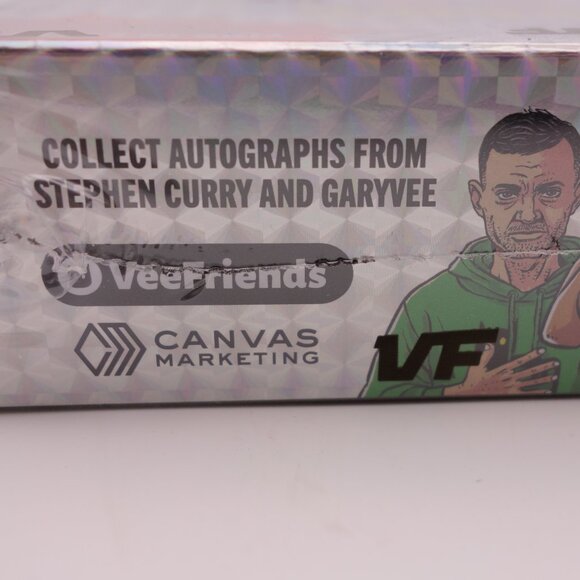 COLLECT AUTOGRAPHS FROM
STEPHEN CURRY AND GARYVEE
VeeFriends
CANVAS
MARKETING
VF